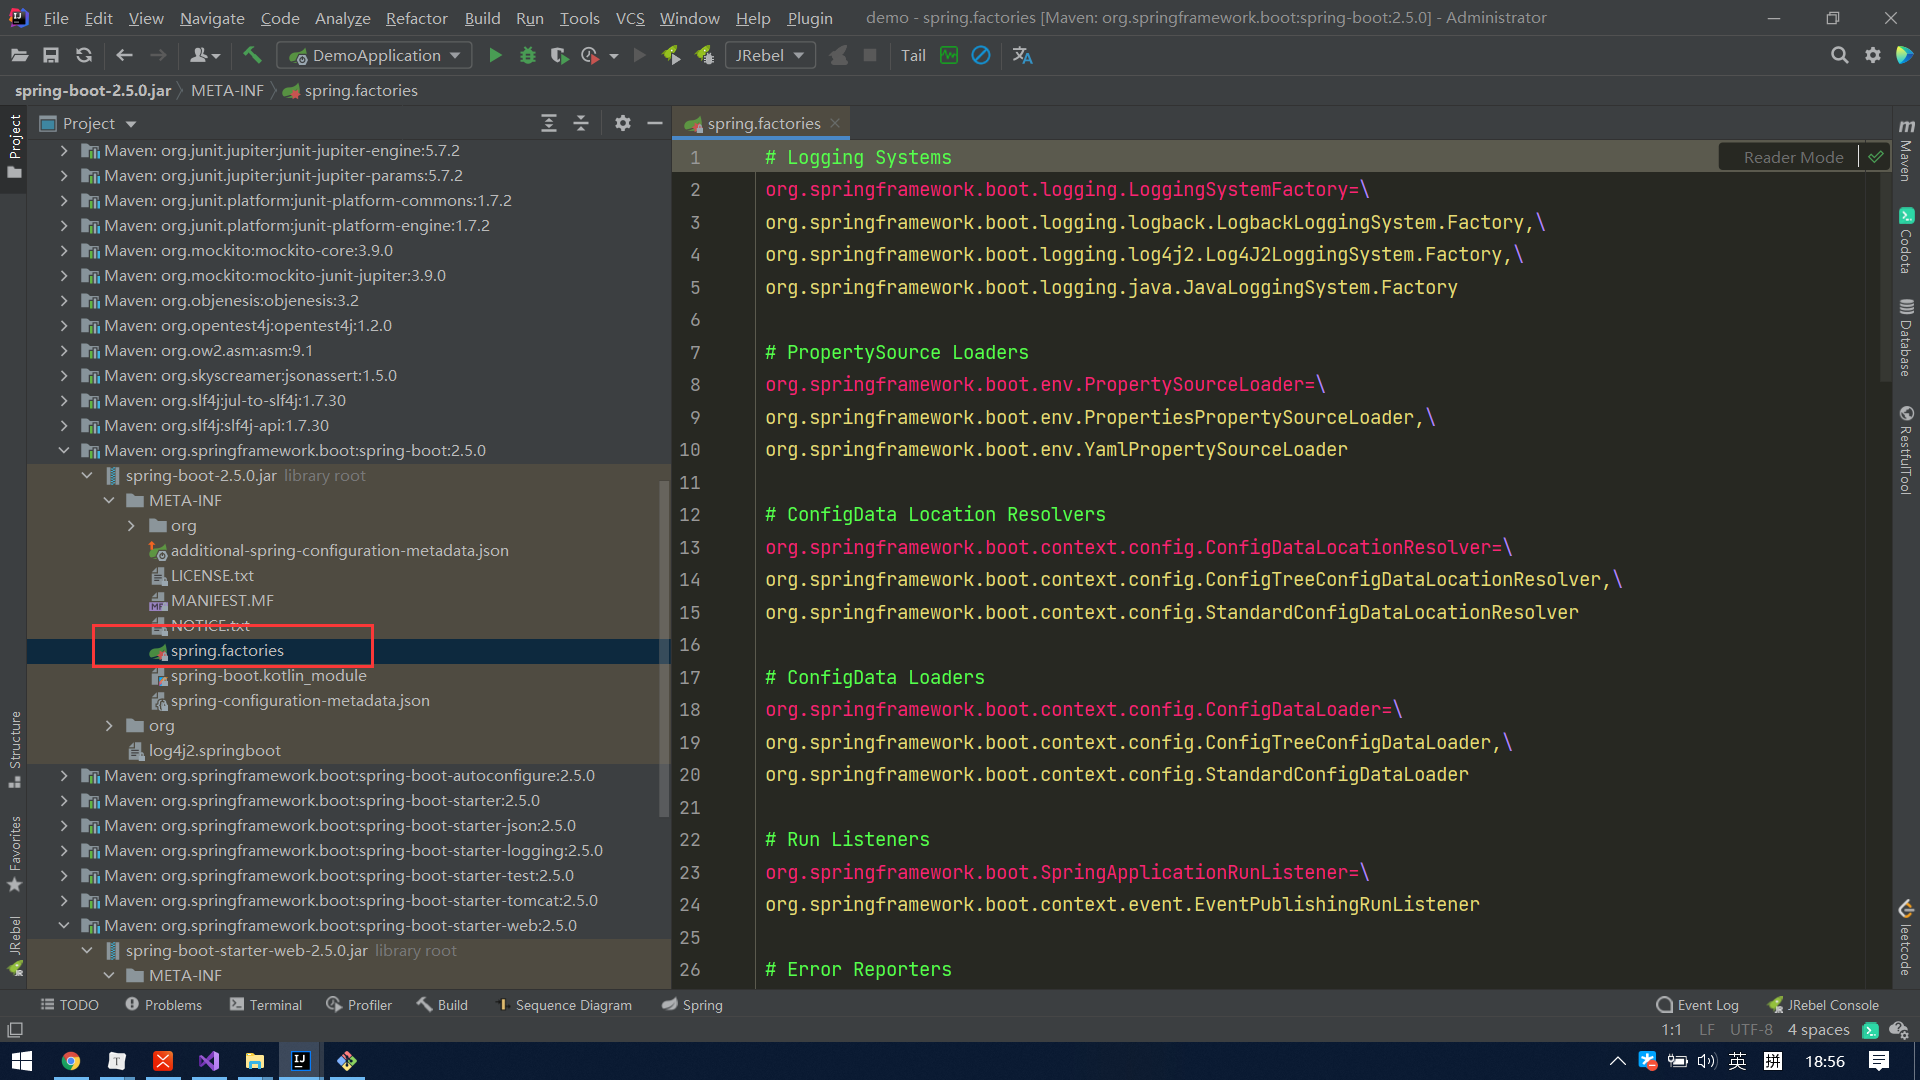 File Edit View Navigate Code Analyze Refactor Build Run Tools VCS Window Help Plugin demo - spring.factories [Maven: org.springframework.boot:spring-boot:2.5.0] - Administrator
DemoApplication JRebel Tail
spring-boot-2.5.0.jar META-INF spring.factories
Project
Project
Structure
Favorites
JRebel
Maven: org.junit.jupiter:junit-jupiter-engine:5.7.2
Maven: org.junit.jupiter:junit-jupiter-params:5.7.2
Maven: org.junit.platform:junit-platform-commons:1.7.2
Maven: org.junit.platform:junit-platform-engine:1.7.2
Maven: org.mockito:mockito-core:3.9.0
Maven: org.mockito:mockito-junit-jupiter:3.9.0
Maven: org.objenesis:objenesis:3.2
Maven: org.opentest4j:opentest4j:1.2.0
Maven: org.ow2.asm:asm:9.1
Maven: org.skyscreamer:jsonassert:1.5.0
Maven: org.slf4j:jul-to-slf4j:1.7.30
Maven: org.slf4j:slf4j-api:1.7.30
Maven: org.springframework.boot:spring-boot:2.5.0
spring-boot-2.5.0.jar library root
META-INF
org
additional-spring-configuration-metadata.json
LICENSE.txt
MANIFEST.MF
NOTICE.txt
spring.factories
spring-boot.kotlin_module
spring-configuration-metadata.json
org
log4j2.springboot
Maven: org.springframework.boot:spring-boot-autoconfigure:2.5.0
Maven: org.springframework.boot:spring-boot-starter:2.5.0
Maven: org.springframework.boot:spring-boot-starter-json:2.5.0
Maven: org.springframework.boot:spring-boot-starter-logging:2.5.0
Maven: org.springframework.boot:spring-boot-starter-test:2.5.0
Maven: org.springframework.boot:spring-boot-starter-tomcat:2.5.0
Maven: org.springframework.boot:spring-boot-starter-web:2.5.0
spring-boot-starter-web-2.5.0.jar library root
META-INF
spring.factories
Reader Mode
1 # Logging Systems
2 org.springframework.boot.logging.LoggingSystemFactory=\
3 org.springframework.boot.logging.logback.LogbackLoggingSystem.Factory,\
4 org.springframework.boot.logging.log4j2.Log4J2LoggingSystem.Factory,\
5 org.springframework.boot.logging.java.JavaLoggingSystem.Factory
6
7 # PropertySource Loaders
8 org.springframework.boot.env.PropertySourceLoader=\
9 org.springframework.boot.env.PropertiesPropertySourceLoader,\
10 org.springframework.boot.env.YamlPropertySourceLoader
11
12 # ConfigData Location Resolvers
13 org.springframework.boot.context.config.ConfigDataLocationResolver=\
14 org.springframework.boot.context.config.ConfigTreeConfigDataLocationResolver,\
15 org.springframework.boot.context.config.StandardConfigDataLocationResolver
16
17 # ConfigData Loaders
18 org.springframework.boot.context.config.ConfigDataLoader=\
19 org.springframework.boot.context.config.ConfigTreeConfigDataLoader,\
20 org.springframework.boot.context.config.StandardConfigDataLoader
21
22 # Run Listeners
23 org.springframework.boot.SpringApplicationRunListener=\
24 org.springframework.boot.context.event.EventPublishingRunListener
25
26 # Error Reporters
Maven
Codota
Database
RestfulTool
leetcode
TODO Problems Terminal Profiler Build Sequence Diagram Spring Event Log JRebel Console
1:1 LF UTF-8 4 spaces
英 拼 18:56